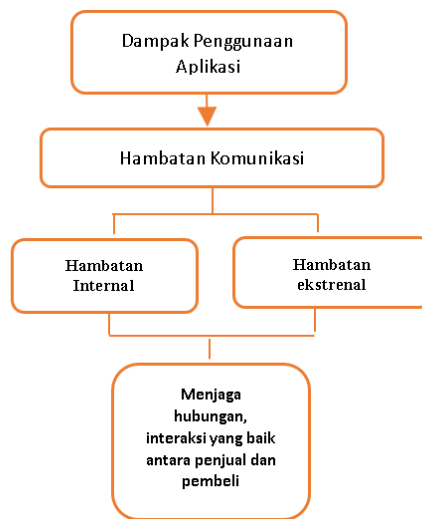 Dampak Penggunaan
Aplikasi
Hambatan Komunikasi
Hambatan
Internal
Hambatan
ekstrenal
Menjaga
hubungan,
interaksi yang baik
antara penjual dan
pembeli